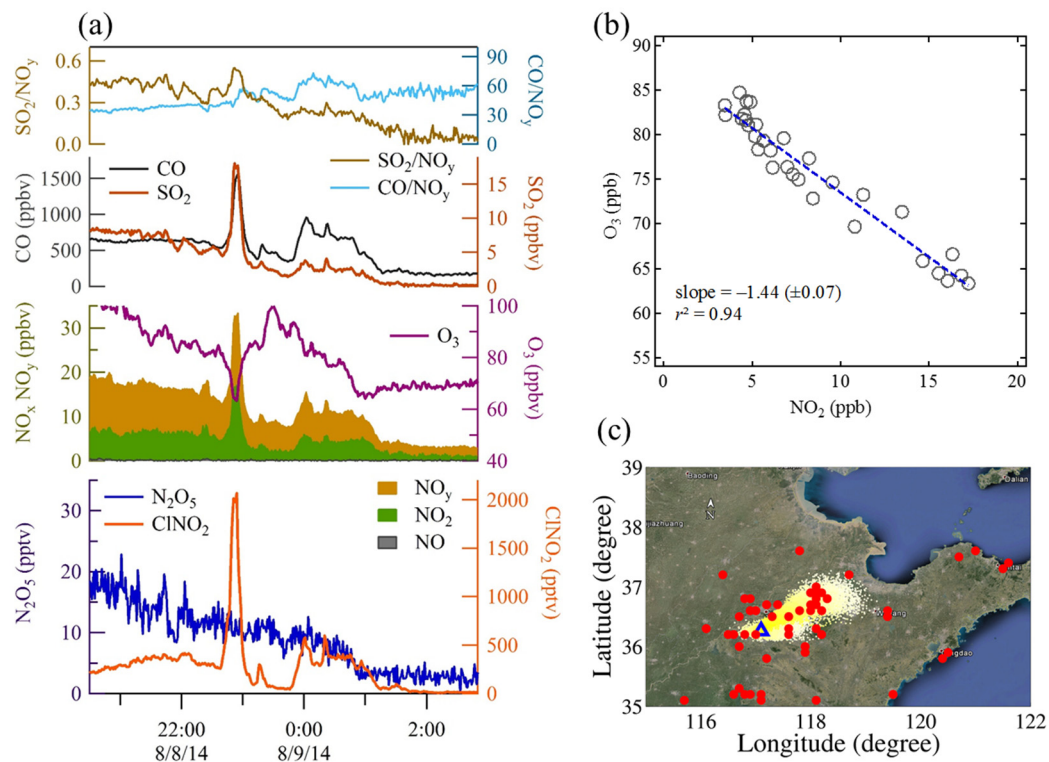 (a)
0.6
0.3
0.0
SO2/NOy
90
60
30
0
CO/NOy
1500
1000
500
0
CO (ppbv)
CO
SO2
SO2/NOy
CO/NOy
15
10
5
0
SO2 (ppbv)
30
20
10
0
NOx NOy (ppbv)
O3
100
80
60
40
O3 (ppbv)
30
20
10
0
N2O5 (pptv)
N2O5
ClNO2
NOy
NO2
NO
2000
1500
1000
500
0
ClNO2 (pptv)
22:00
0:00
2:00
8/8/14
8/9/14
(b)
95
90
85
80
75
70
65
60
55
O3 (ppb)
slope = –1.44 (±0.07)
r² = 0.94
0
5
10
15
20
NO2 (ppb)
(c)
39
38
37
36
35
Latitude (degree)
Baoding
Dalian
jiazhuang
N
116
118
120
122
Longitude (degree)